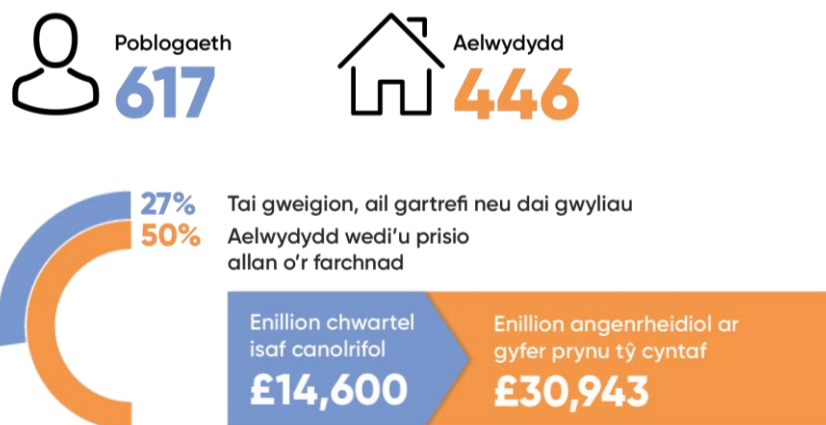 Poblogaeth
617
Aelwydydd
446
27% Tai gweigion, ail gartrefi neu dai gwyliau
50% Aelwydydd wedi'u prisio
allan o'r farchnad
Enillion chwartel
isaf canolrifol
£14,600
Enillion angenrheidiol ar
gyfer prynu tŷ cyntaf
£30,943